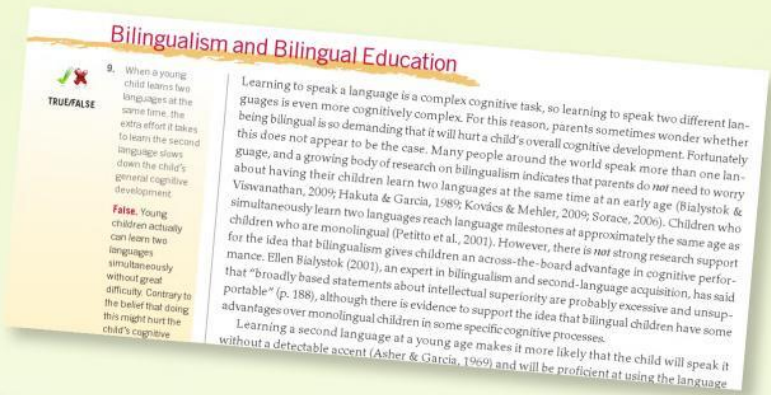 Bilingualism and Bilingual Education
TRUE/FALSE
9. When a young
child learns two
languages at the
same time, the
extra effort it takes
to learn the second
language slows
down the child's
general cognitive
development.
False. Young
children actually
can learn two
languages
simultaneously
without great
difficulty. Contrary to
the belief that doing
this might hurt the
child's cognitive
Learning to speak a language is a complex cognitive task, so learning to speak two different lan-
guages is even more cognitively complex. For this reason, parents sometimes wonder whether
being bilingual is so demanding that it will hurt a child's overall cognitive development. Fortunately
this does not appear to be the case. Many people around the world speak more than one lan-
guage, and a growing body of research on bilingualism indicates that parents do not need to worry
about having their children learn two languages at the same time at an early age (Bialystok &
Viswanathan, 2009; Hakuta & Garcia, 1989; Kovács & Mehler, 2009; Sorace, 2006). Children who
simultaneously learn two languages reach language milestones at approximately the same age as
children who are monolingual (Petitto et al., 2001). However, there is not strong research support
for the idea that bilingualism gives children an across-the-board advantage in cognitive perfor-
mance. Ellen Bialystok (2001), an expert in bilingualism and second-language acquisition, has said
that "broadly based statements about intellectual superiority are probably excessive and unsup-
portable" (p. 188), although there is evidence to support the idea that bilingual children have some
advantages over monolingual children in some specific cognitive processes.
Learning a second language at a young age makes it more likely that the child will speak it
without a detectable accent (Asher & García, 1969) and will be proficient at using the language